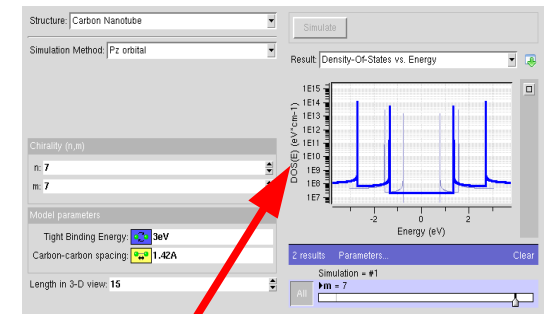 Structure: Carbon Nanotube
Simulation Method: Pz orbital
Chirality (n,m)
n: 7
m: 7
Model parameters
Tight Binding Energy: 3eV
Carbon-carbon spacing: 1.42A
Length in 3-D view: 15
Simulate
Result: Density-Of-States vs. Energy
DOS(E) (eV*cm-1)
1E15
1E14
1E13
1E12
1E11
1E10
1E9
1E8
1E7
-2 0 2
Energy (eV)
2 results Parameters... Clear
Simulation = #1
All
m = 7